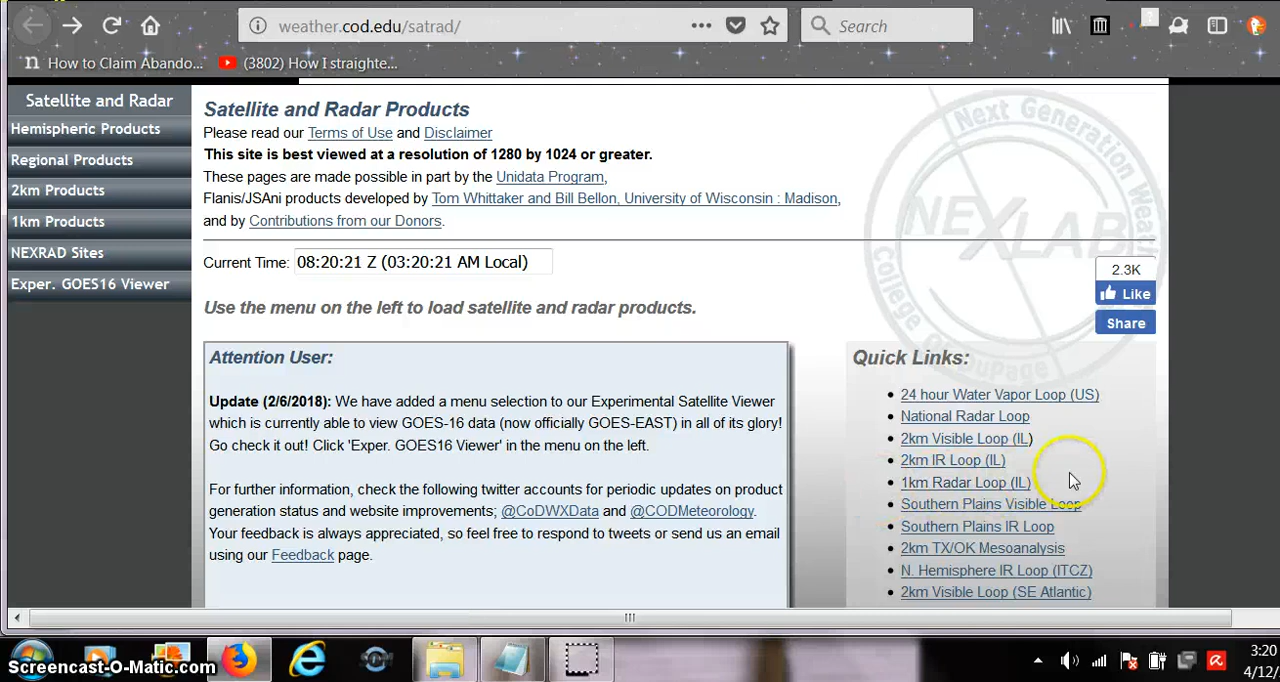 weather.cod.edu/satrad/
Search
How to Claim Abando...
(3802) How I straighte...
Satellite and Radar
Hemispheric Products
Regional Products
2km Products
1km Products
NEXRAD Sites
Exper. GOES16 Viewer
Satellite and Radar Products
Please read our Terms of Use and Disclaimer
This site is best viewed at a resolution of 1280 by 1024 or greater.
These pages are made possible in part by the Unidata Program,
Flanis/JSAni products developed by Tom Whittaker and Bill Bellon, University of Wisconsin : Madison,
and by Contributions from our Donors.
Current Time: 08:20:21 Z (03:20:21 AM Local)
Use the menu on the left to load satellite and radar products.
Next Generation Weath
NEXLAB
College of DuPage
2.3K
Like
Share
Attention User:
Update (2/6/2018): We have added a menu selection to our Experimental Satellite Viewer
which is currently able to view GOES-16 data (now officially GOES-EAST) in all of its glory!
Go check it out! Click 'Exper. GOES16 Viewer' in the menu on the left.
For further information, check the following twitter accounts for periodic updates on product
generation status and website improvements; @CoDWXData and @CODMeteorology.
Your feedback is always appreciated, so feel free to respond to tweets or send us an email
using our Feedback page.
Quick Links:
24 hour Water Vapor Loop (US)
National Radar Loop
2km Visible Loop (IL)
2km IR Loop (IL)
1km Radar Loop (IL)
Southern Plains Visible Loop
Southern Plains IR Loop
2km TX/OK Mesoanalysis
N. Hemisphere IR Loop (ITCZ)
2km Visible Loop (SE Atlantic)
Screencast-O-Matic.com
3:20
4/12/